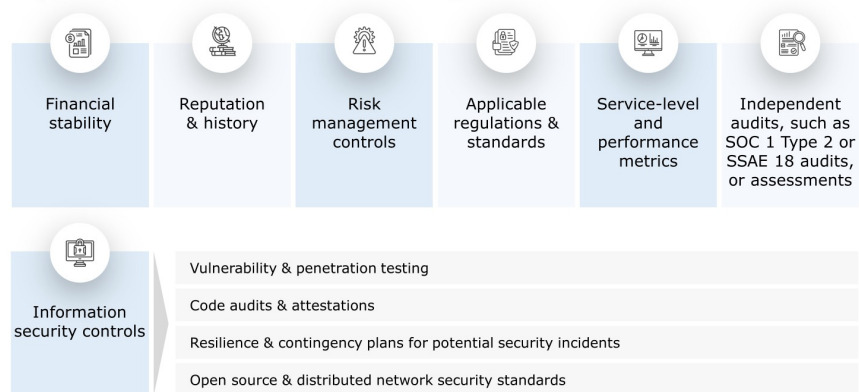 Financial
stability
Reputation
& history
Risk
management
controls
Applicable
regulations &
standards
Service-level
and
performance
metrics
Independent
audits, such as
SOC 1 Type 2 or
SSAE 18 audits,
or assessments
Information
security controls
Vulnerability & penetration testing
Code audits & attestations
Resilience & contingency plans for potential security incidents
Open source & distributed network security standards